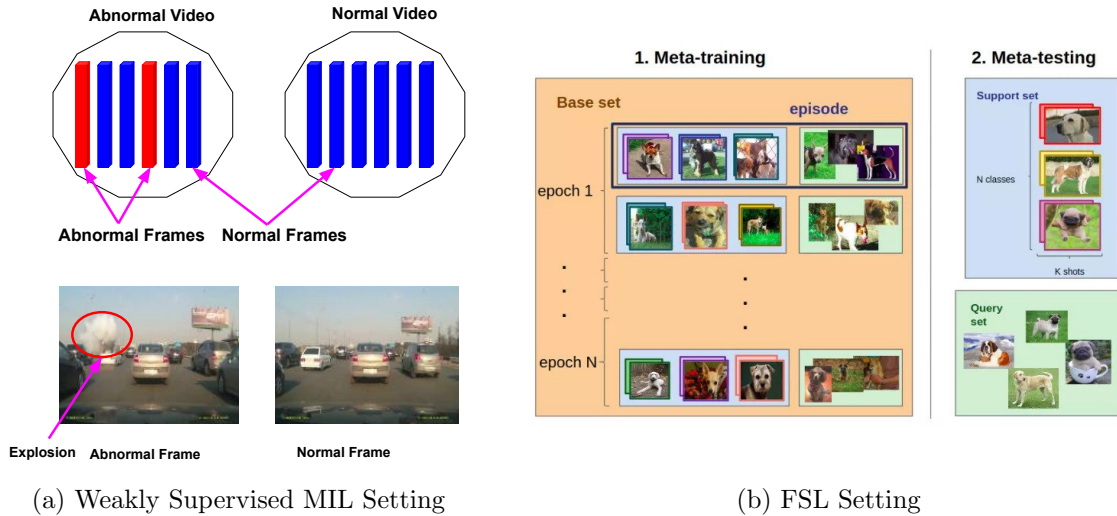 Abnormal Video
Normal Video
Abnormal Frames
Normal Frames
Explosion
Abnormal Frame
Normal Frame
(a) Weakly Supervised MIL Setting
1. Meta-training
Base set
episode
epoch 1
epoch N
2. Meta-testing
Support set
N classes
K shots
Query
set
(b) FSL Setting